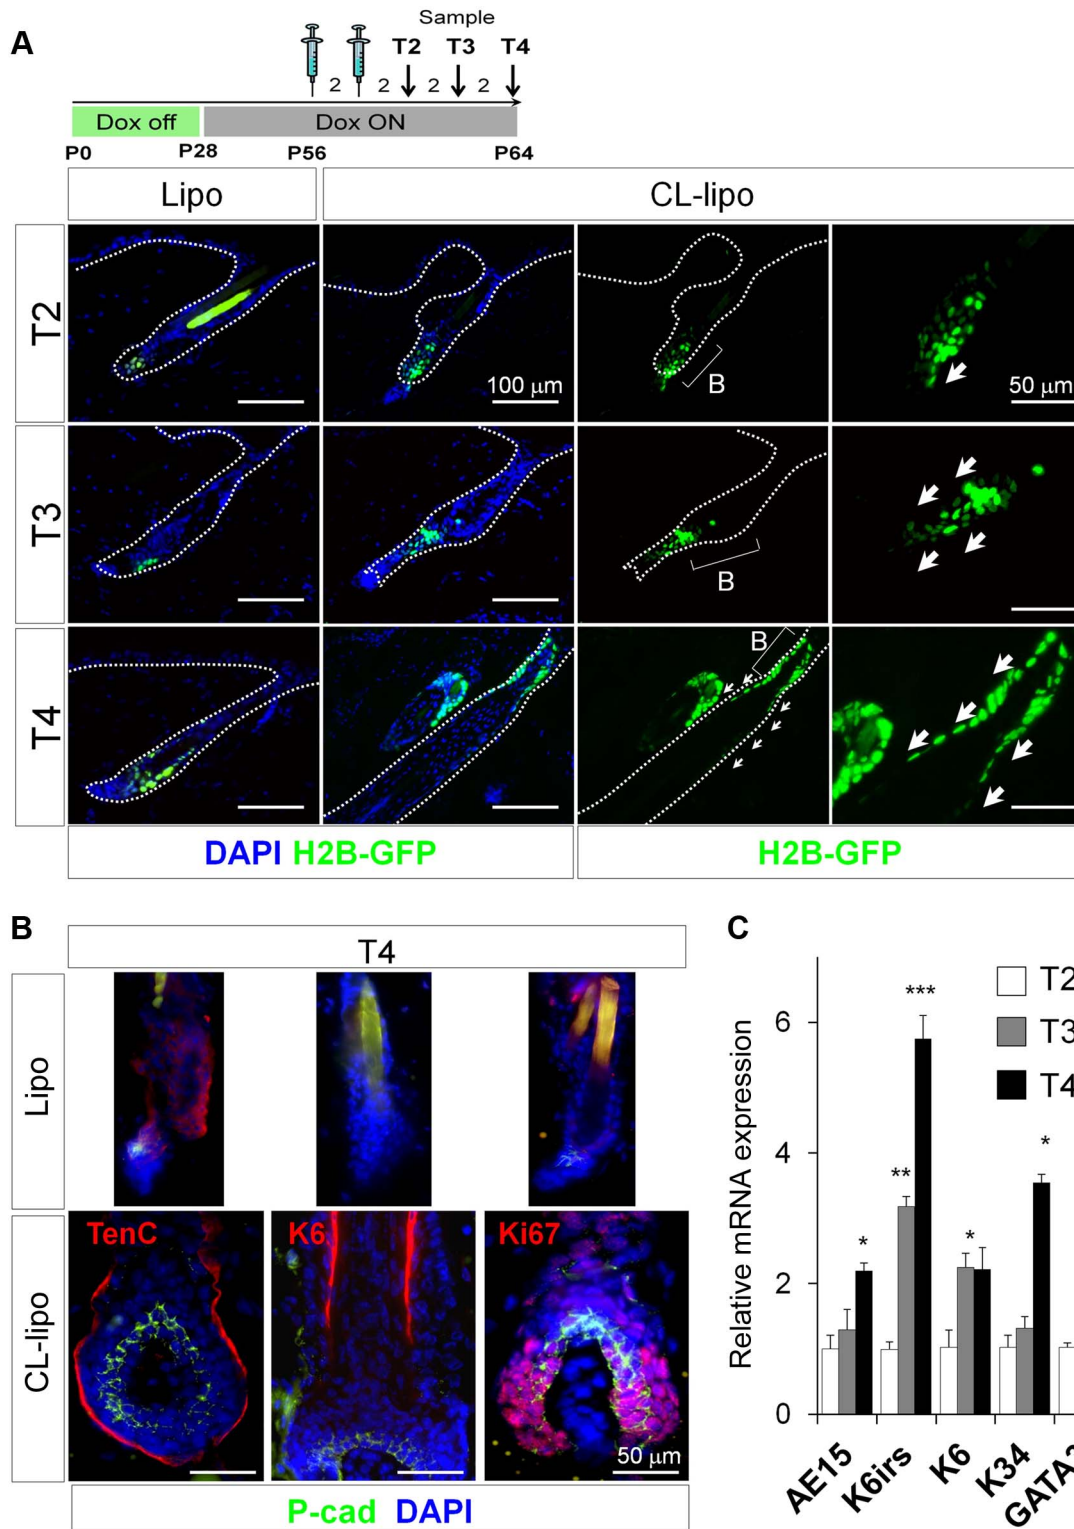 A
Sample
T2 T3 T4
2 2 2 2
Dox off Dox ON
P0 P28 P56 P64
Lipo CL-lipo
T2
100 µm
B
50 µm
T3
B
T4
B
DAPI H2B-GFP H2B-GFP
B
T4
Lipo
CL-lipo
TenC K6 Ki67
50 µm
P-cad DAPI
C
Relative mRNA expression
6
4
2
0
T2
T3
T4
* ** *** * *
AE15 K6irs K6 K34